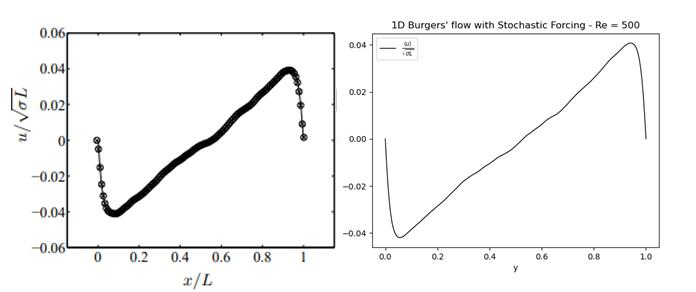 1D Burgers' flow with Stochastic Forcing - Re = 500
0.06
0.04
0.02
0
−0.02
−0.04
−0.06
u/√σL
0 0.2 0.4 0.6 0.8 1
x/L
⟨u⟩/√σL
0.04
0.02
0.00
−0.02
−0.04
0.0 0.2 0.4 0.6 0.8 1.0
y